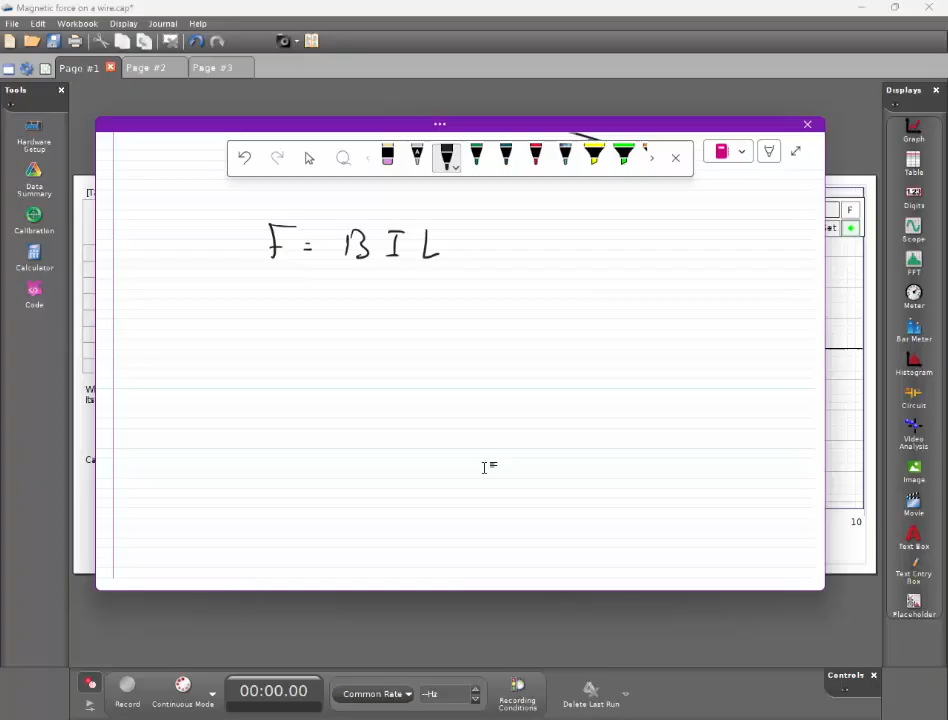 Magnetic force on a wire.cap*
File Edit Workbook Display Journal Help
Page #1 Page #2 Page #3
Tools
Hardware
Setup
Data
Summary
Calibration
Calculator
Code
F = B I L
A
F
10
Displays
Graph
Table
1.23
Digits
Scope
FFT
Meter
Bar Meter
Histogram
Circuit
Video
Analysis
Image
Movie
Text Box
Text Entry
Box
Placeholder
Record
Continuous Mode
00:00.00
Common Rate
--Hz
Recording
Conditions
Delete Last Run
Controls